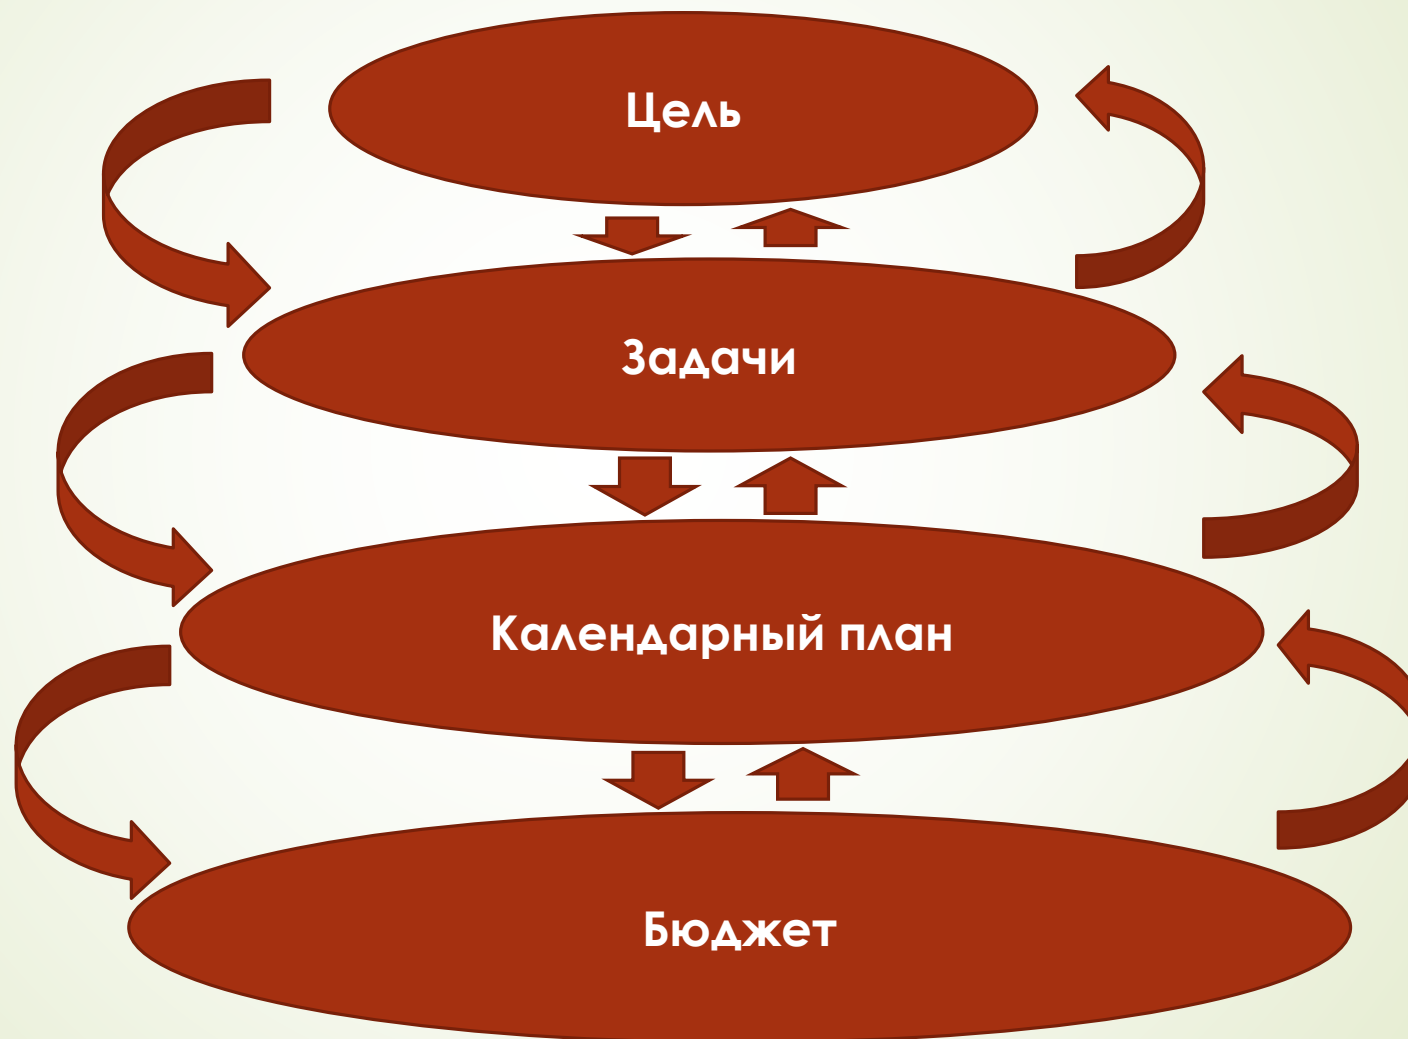 Цель
Задачи
Календарный план
Бюджет